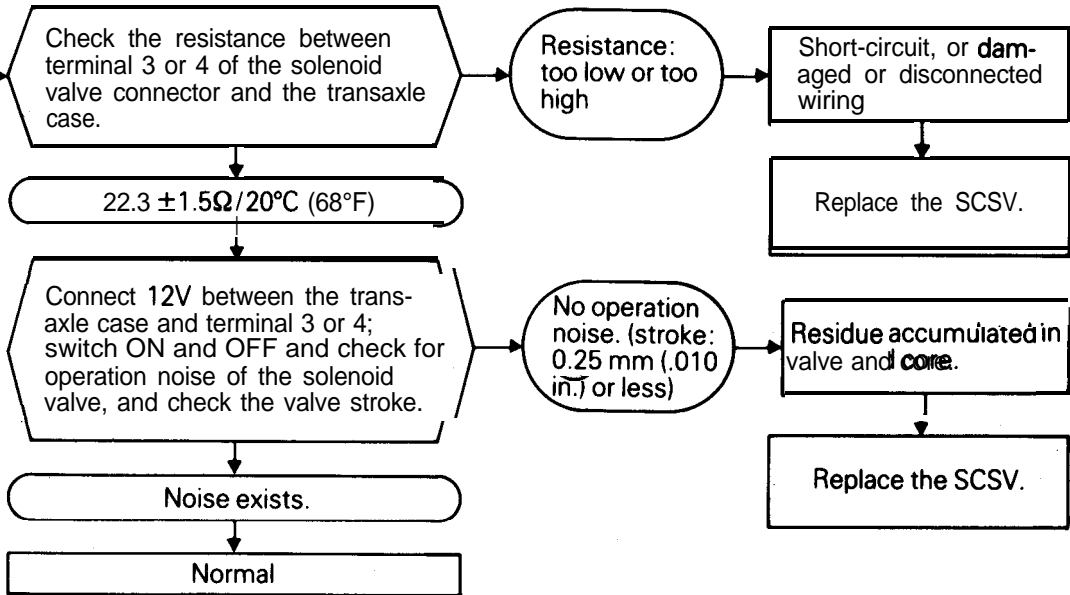 Check the resistance between
terminal 3 or 4 of the solenoid
valve connector and the transaxle
case.
Resistance:
too low or too
high
Short-circuit, or dam-
aged or disconnected
wiring
22.3 ±1.5Ω/20°C (68°F)
Replace the SCSV.
Connect 12V between the trans-
axle case and terminal 3 or 4;
switch ON and OFF and check for
operation noise of the solenoid
valve, and check the valve stroke.
No operation
noise. (stroke:
0.25 mm (.010
in.) or less)
Residue accumulated in
valve and core.
Replace the SCSV.
Noise exists.
Normal